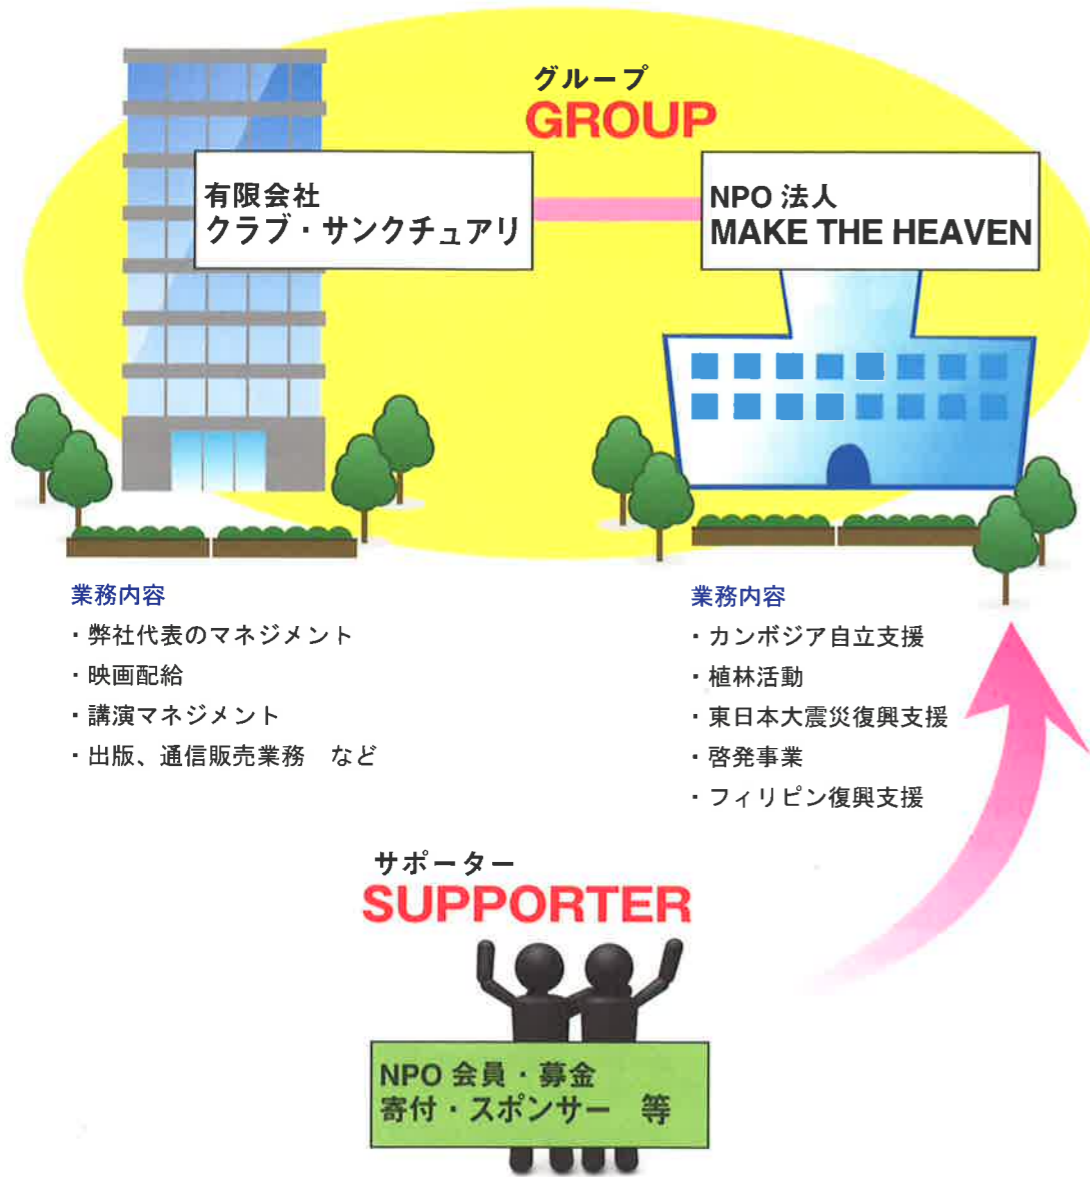 グループ
GROUP
有限会社
クラブ・サンクチュアリ
NPO 法人
MAKE THE HEAVEN
業務内容
・弊社代表のマネジメント
・映画配給
・講演マネジメント
・出版、通信販売業務　など
業務内容
・カンボジア自立支援
・植林活動
・東日本大震災復興支援
・啓発事業
・フィリピン復興支援
サポーター
SUPPORTER
NPO 会員・募金
寄付・スポンサー　等